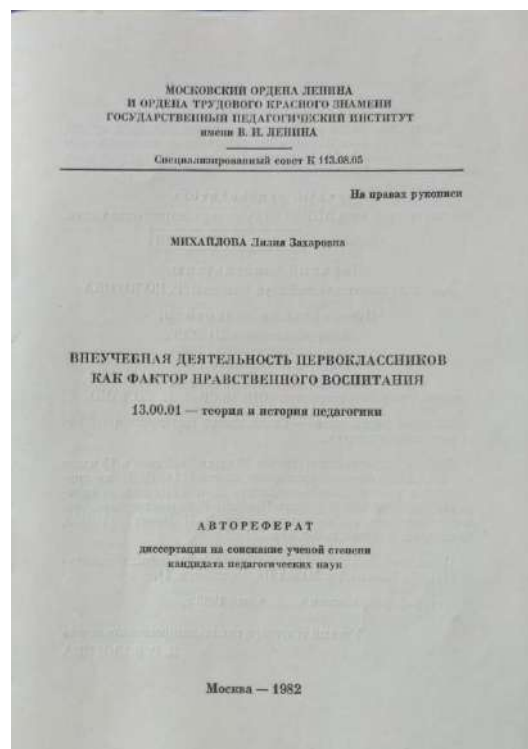 МОСКОВСКИЙ ОРДЕНА ЛЕНИНА
И ОРДЕНА ТРУДОВОГО КРАСНОГО ЗНАМЕНИ
ГОСУДАРСТВЕННЫЙ ПЕДАГОГИЧЕСКИЙ ИНСТИТУТ
имени В. И. ЛЕНИНА
Специализированный совет К 113.08.05
На правах рукописи
МИХАЙЛОВА Лилия Захаровна
ВНЕУЧЕБНАЯ ДЕЯТЕЛЬНОСТЬ ПЕРВОКЛАССНИКОВ
КАК ФАКТОР НРАВСТВЕННОГО ВОСПИТАНИЯ
13.00.01 — теория и история педагогики
АВТОРЕФЕРАТ
диссертации на соискание ученой степени
кандидата педагогических наук
Москва — 1982